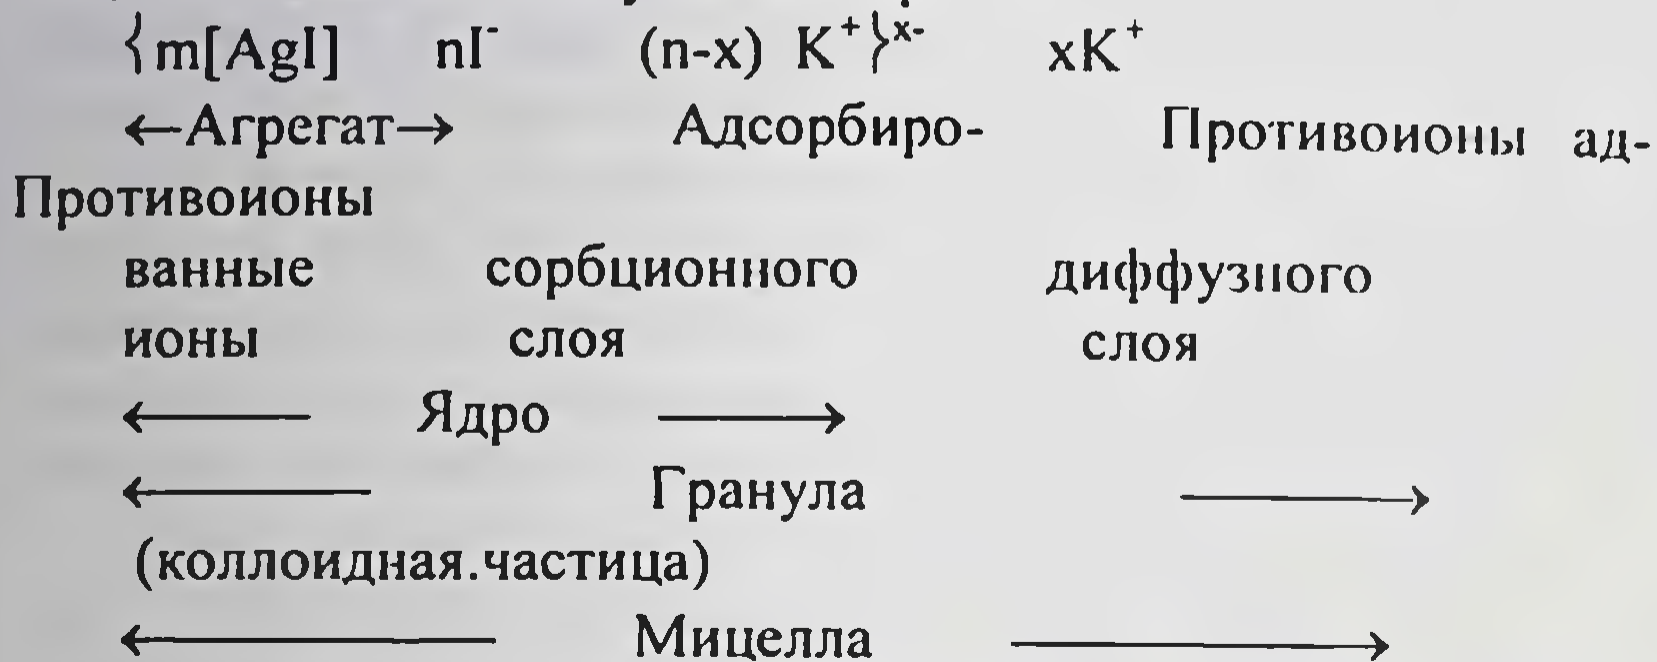 {m[AgI] nI⁻ (n-x) K⁺}ˣ⁻ xK⁺
←Агрегат→ Адсорбиро- Противоионы ад-
Противоионы
ванные сорбционного диффузного
ионы слоя слоя
← Ядро →
← Гранула →
(коллоидная.частица)
← Мицелла →